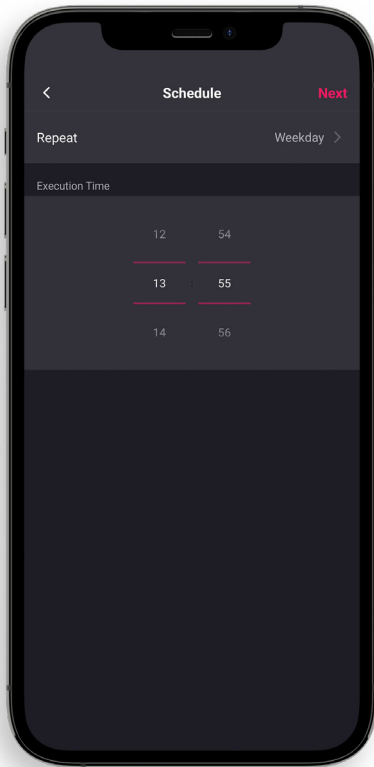 Schedule Next
Repeat Weekday
Execution Time
12 54
13 : 55
14 56